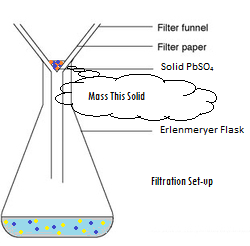 Filter funnel
Filter paper
Solid PbSO₄
Mass This Solid
Erlenmeryer Flask
Filtration Set-up